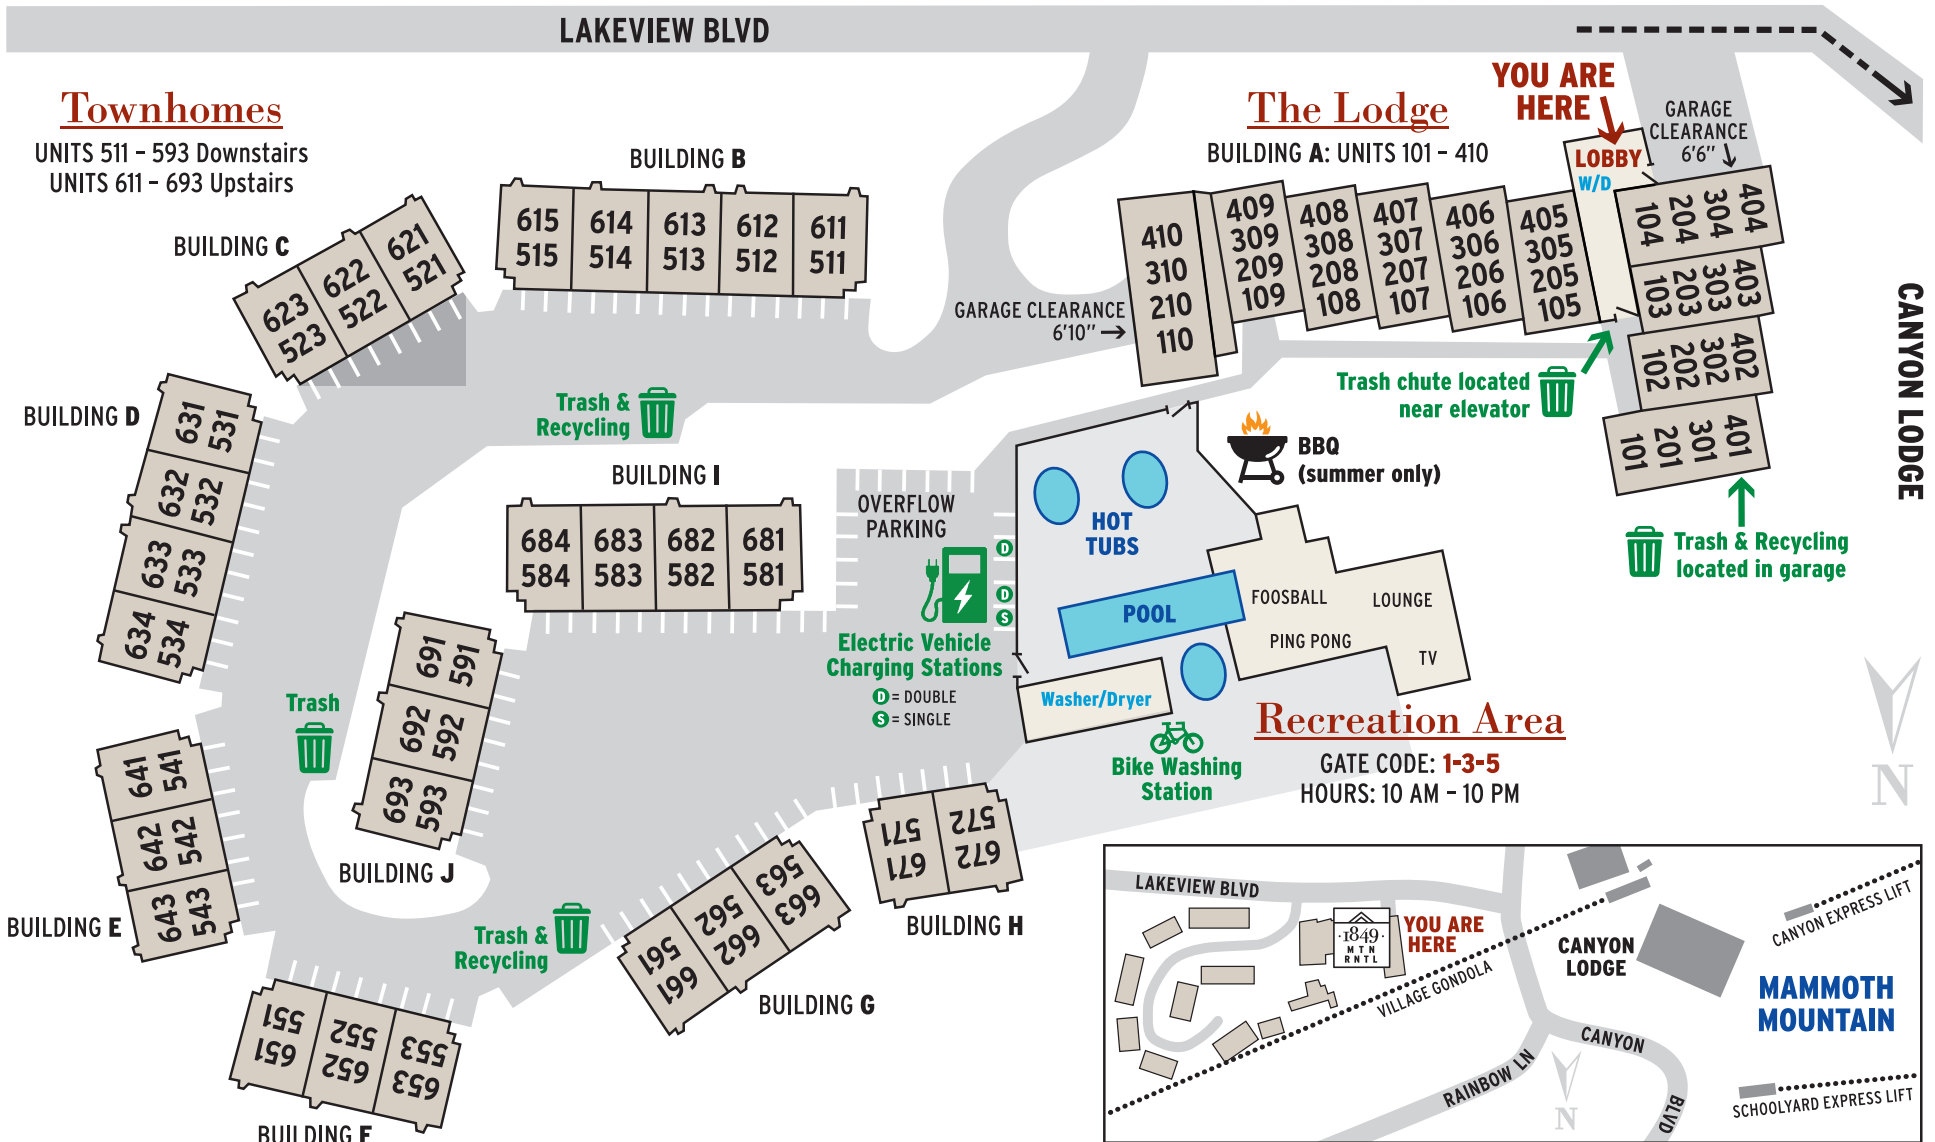 LAKEVIEW BLVD
Townhomes
UNITS 511 – 593 Downstairs
UNITS 611 – 693 Upstairs
BUILDING B
615 614 613 612 611
515 514 513 512 511
BUILDING C
623 622 621
523 522 521
BUILDING D
631 531
632 532
633 533
634 534
BUILDING E
641 541
642 542
643 543
BUILDING F
551 552 553
651 652 653
BUILDING G
561 562 563
661 662 663
BUILDING H
571 572
671 672
BUILDING I
684 683 682 681
584 583 582 581
BUILDING J
691 591
692 592
693 593
Trash &
Recycling
Trash
Trash &
Recycling
OVERFLOW
PARKING
D
D
S
Electric Vehicle
Charging Stations
D = DOUBLE
S = SINGLE
The Lodge
BUILDING A: UNITS 101 – 410
YOU ARE
HERE
LOBBY
W/D
GARAGE
CLEARANCE
6'6"
GARAGE CLEARANCE
6'10"
410 409 408 407 406 405
310 309 308 307 306 305
210 209 208 207 206 205
110 109 108 107 106 105
104 204 304 404
103 203 303 403
102 202 302 402
101 201 301 401
Trash chute located
near elevator
Trash & Recycling
located in garage
CANYON LODGE
BBQ
(summer only)
HOT
TUBS
POOL
FOOSBALL
LOUNGE
PING PONG
TV
Washer/Dryer
Bike Washing
Station
Recreation Area
GATE CODE: 1-3-5
HOURS: 10 AM – 10 PM
N
LAKEVIEW BLVD
·1849·
MTN
RNTL
YOU ARE
HERE
VILLAGE GONDOLA
CANYON
LODGE
CANYON EXPRESS LIFT
MAMMOTH
MOUNTAIN
CANYON BLVD
RAINBOW LN
N
SCHOOLYARD EXPRESS LIFT